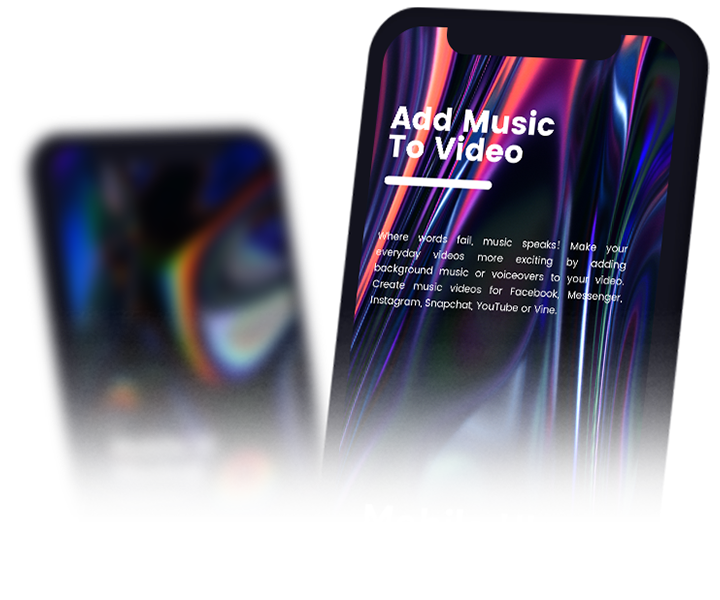 Add Music
To Video
Where words fail, music speaks! Make your
everyday videos more exciting by adding
background music or voiceovers to your video.
Create music videos for Facebook Messenger,
Instagram, Snapchat, YouTube or Vine.